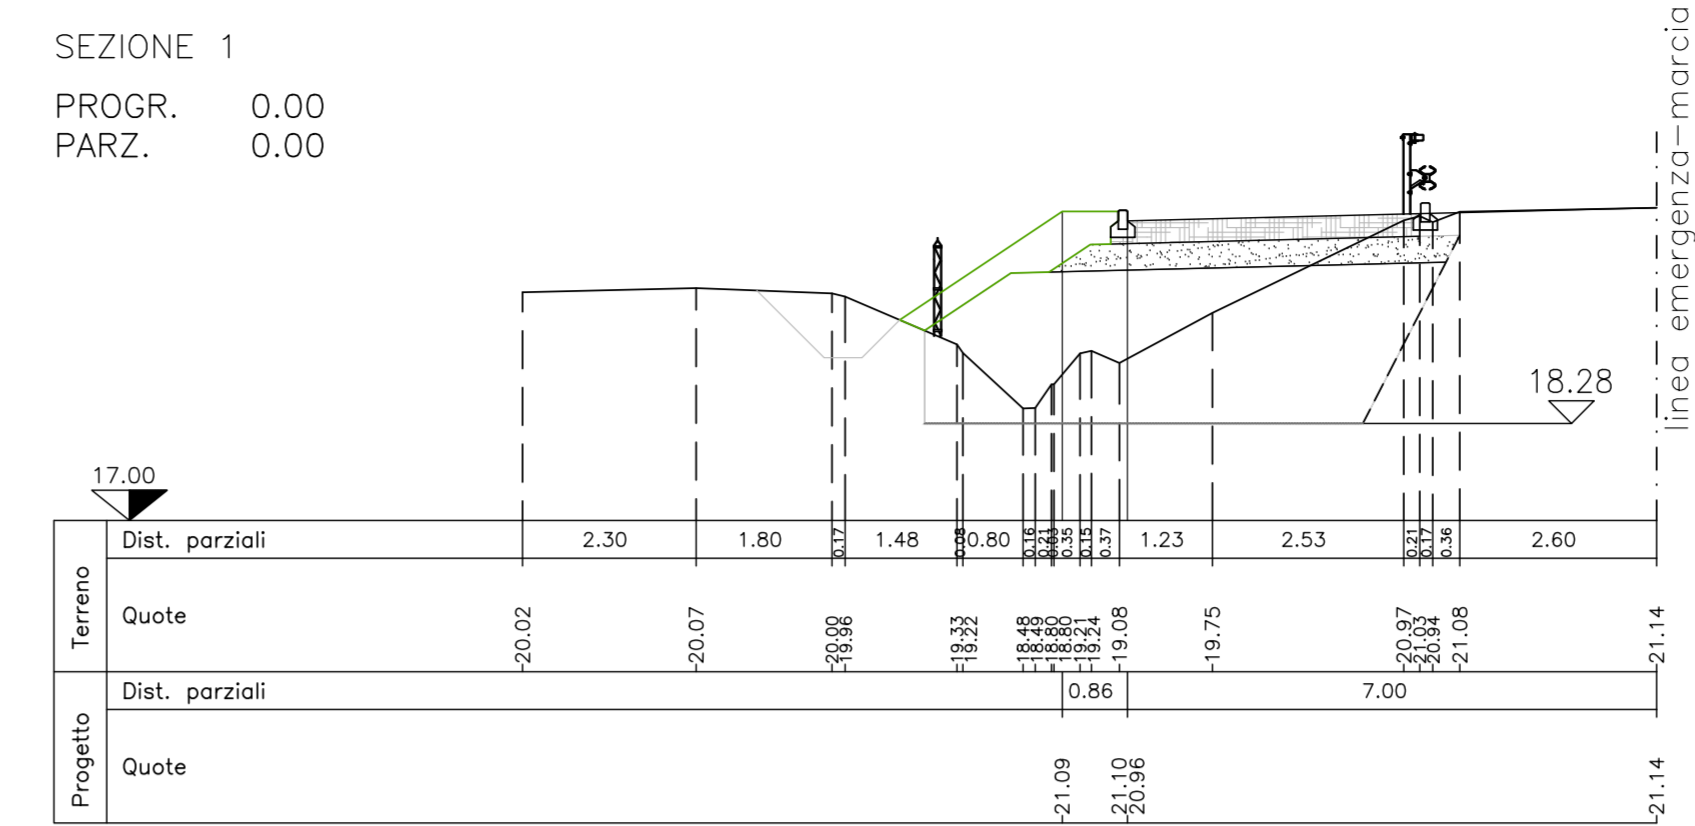 SEZIONE 1
PROGR. 0.00
PARZ. 0.00
linea emergenza-marcia
18.28
17.00
Terreno
Dist. parziali 2.30 1.80 0.17 1.48 0.08 0.80 0.16 0.21 0.03 0.35 0.15 0.37 1.23 2.53 0.21 0.17 0.36 2.60
Quote 20.02 20.07 20.00 19.96 19.33 19.22 18.48 18.49 18.80 18.80 19.21 19.24 19.08 19.75 20.97 21.03 20.94 21.08 21.14
Progetto
Dist. parziali 0.86 7.00
Quote 21.09 21.10 20.96 21.14